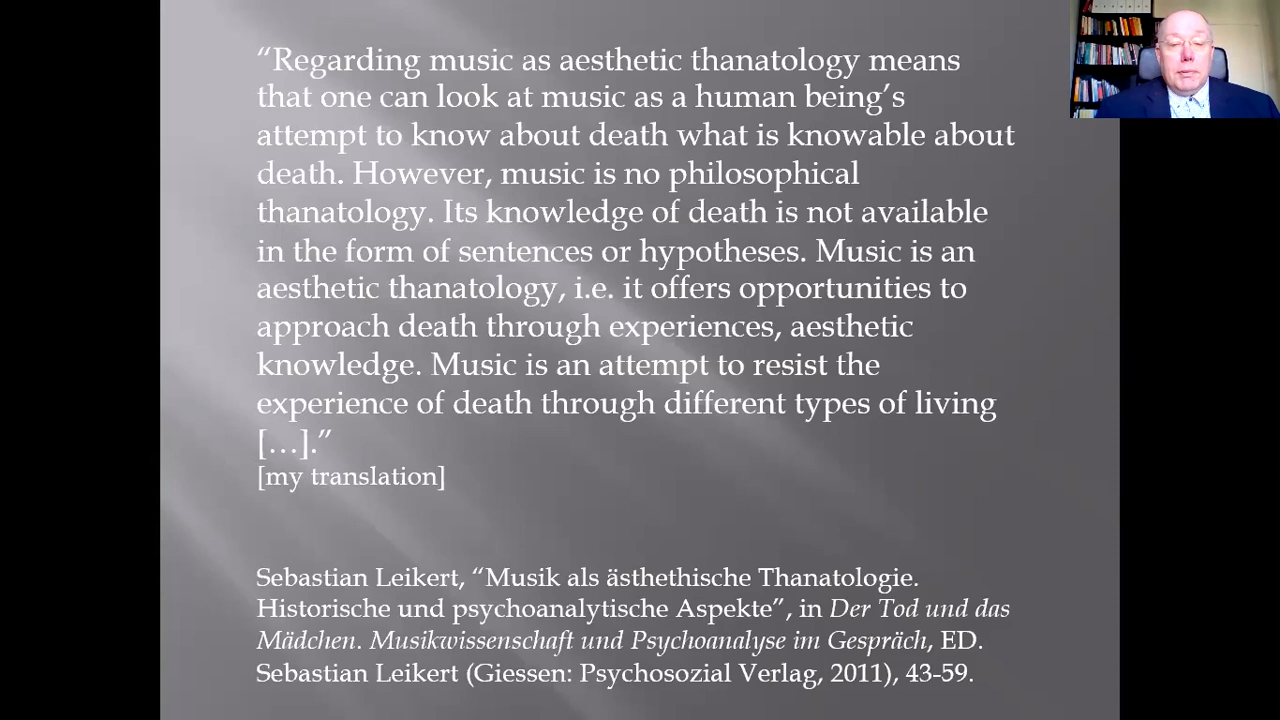 “Regarding music as aesthetic thanatology means
that one can look at music as a human being’s
attempt to know about death what is knowable about
death. However, music is no philosophical
thanatology. Its knowledge of death is not available
in the form of sentences or hypotheses. Music is an
aesthetic thanatology, i.e. it offers opportunities to
approach death through experiences, aesthetic
knowledge. Music is an attempt to resist the
experience of death through different types of living
[…].”
[my translation]
Sebastian Leikert, “Musik als ästhethische Thanatologie.
Historische und psychoanalytische Aspekte”, in Der Tod und das
Mädchen. Musikwissenschaft und Psychoanalyse im Gespräch, ED.
Sebastian Leikert (Giessen: Psychosozial Verlag, 2011), 43-59.